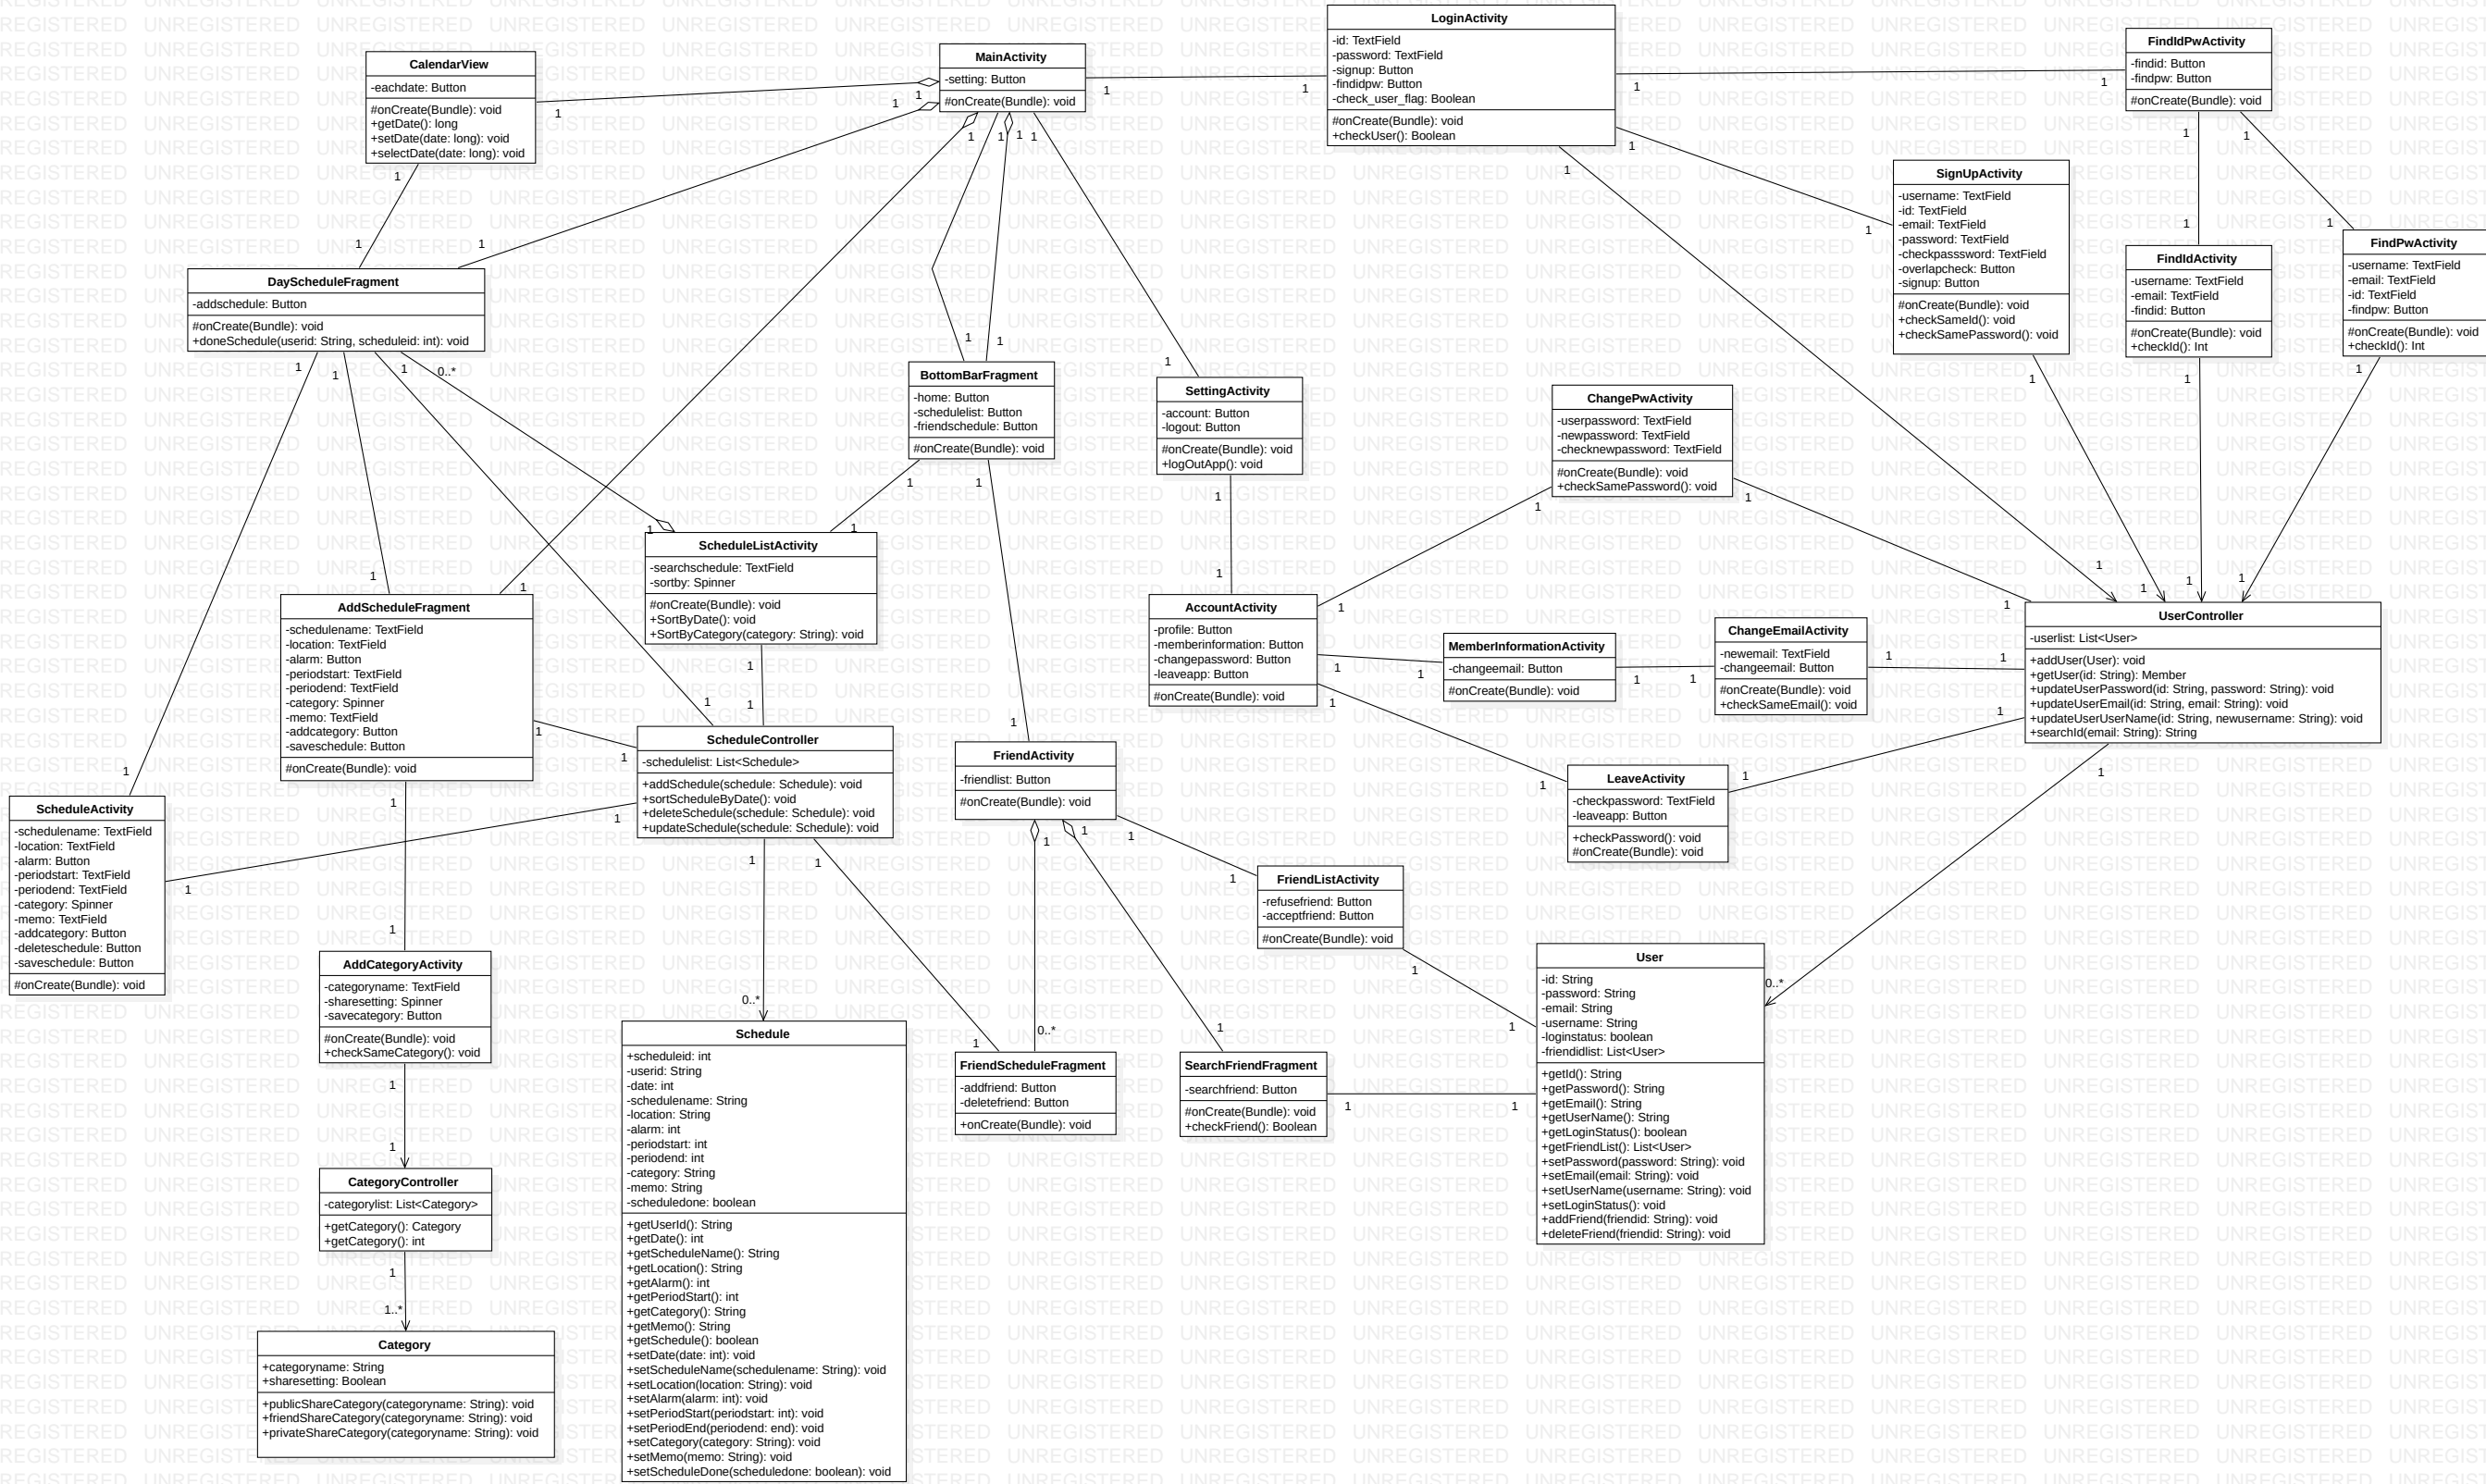 LoginActivity
-id: TextField
-password: TextField
-signup: Button
-findidpw: Button
-check_user_flag: Boolean
#onCreate(Bundle): void
+checkUser(): Boolean
FindIdPwActivity
-findid: Button
-findpw: Button
#onCreate(Bundle): void
MainActivity
-setting: Button
#onCreate(Bundle): void
CalendarView
-eachdate: Button
#onCreate(Bundle): void
+getDate(): long
+setDate(date: long): void
+selectDate(date: long): void
SignUpActivity
-username: TextField
-id: TextField
-email: TextField
-password: TextField
-checkpasssword: TextField
-overlapcheck: Button
-signup: Button
#onCreate(Bundle): void
+checkSameId(): void
+checkSamePassword(): void
FindIdActivity
-username: TextField
-email: TextField
-findid: Button
#onCreate(Bundle): void
+checkId(): Int
FindPwActivity
-username: TextField
-email: TextField
-id: TextField
-findpw: Button
#onCreate(Bundle): void
+checkId(): Int
DayScheduleFragment
-addschedule: Button
#onCreate(Bundle): void
+doneSchedule(userid: String, scheduleid: int): void
BottomBarFragment
-home: Button
-schedulelist: Button
-friendschedule: Button
#onCreate(Bundle): void
SettingActivity
-account: Button
-logout: Button
#onCreate(Bundle): void
+logOutApp(): void
ChangePwActivity
-userpassword: TextField
-newpassword: TextField
-checknewpassword: TextField
#onCreate(Bundle): void
+checkSamePassword(): void
ScheduleListActivity
-searchschedule: TextField
-sortby: Spinner
#onCreate(Bundle): void
+SortByDate(): void
+SortByCategory(category: String): void
AddScheduleFragment
-schedulename: TextField
-location: TextField
-alarm: Button
-periodstart: TextField
-periodend: TextField
-category: Spinner
-memo: TextField
-addcategory: Button
-saveschedule: Button
#onCreate(Bundle): void
AccountActivity
-profile: Button
-memberinformation: Button
-changepassword: Button
-leaveapp: Button
#onCreate(Bundle): void
MemberInformationActivity
-changeemail: Button
#onCreate(Bundle): void
ChangeEmailActivity
-newemail: TextField
-changeemail: Button
#onCreate(Bundle): void
+checkSameEmail(): void
UserController
-userlist: List<User>
+addUser(User): void
+getUser(id: String): Member
+updateUserPassword(id: String, password: String): void
+updateUserEmail(id: String, email: String): void
+updateUserUserName(id: String, newusername: String): void
+searchId(email: String): String
ScheduleController
-schedulelist: List<Schedule>
+addSchedule(schedule: Schedule): void
+sortScheduleByDate(): void
+deleteSchedule(schedule: Schedule): void
+updateSchedule(schedule: Schedule): void
FriendActivity
-friendlist: Button
#onCreate(Bundle): void
LeaveActivity
-checkpassword: TextField
-leaveapp: Button
+checkPassword(): void
#onCreate(Bundle): void
ScheduleActivity
-schedulename: TextField
-location: TextField
-alarm: Button
-periodstart: TextField
-periodend: TextField
-category: Spinner
-memo: TextField
-addcategory: Button
-deleteschedule: Button
-saveschedule: Button
#onCreate(Bundle): void
FriendListActivity
-refusefriend: Button
-acceptfriend: Button
#onCreate(Bundle): void
AddCategoryActivity
-categoryname: TextField
-sharesetting: Spinner
-savecategory: Button
#onCreate(Bundle): void
+checkSameCategory(): void
User
-id: String
-password: String
-email: String
-username: String
-loginstatus: boolean
-friendidlist: List<User>
+getId(): String
+getPassword(): String
+getEmail(): String
+getUserName(): String
+getLoginStatus(): boolean
+getFriendList(): List<User>
+setPassword(password: String): void
+setEmail(email: String): void
+setUserName(username: String): void
+setLoginStatus(): void
+addFriend(friendid: String): void
+deleteFriend(friendid: String): void
Schedule
+scheduleid: int
-userid: String
-date: int
-schedulename: String
-location: String
-alarm: int
-periodstart: int
-periodend: int
-category: String
-memo: String
-scheduledone: boolean
+getUserId(): String
+getDate(): int
+getScheduleName(): String
+getLocation(): String
+getAlarm(): int
+getPeriodStart(): int
+getCategory(): String
+getMemo(): String
+getSchedule(): boolean
+setDate(date: int): void
+setScheduleName(schedulename: String): void
+setLocation(location: String): void
+setAlarm(alarm: int): void
+setPeriodStart(periodstart: int): void
+setPeriodEnd(periodend: end): void
+setCategory(category: String): void
+setMemo(memo: String): void
+setScheduleDone(scheduledone: boolean): void
FriendScheduleFragment
-addfriend: Button
-deletefriend: Button
+onCreate(Bundle): void
SearchFriendFragment
-searchfriend: Button
#onCreate(Bundle): void
+checkFriend(): Boolean
CategoryController
-categorylist: List<Category>
+getCategory(): Category
+getCategory(): int
1..*
Category
+categoryname: String
+sharesetting: Boolean
+publicShareCategory(categoryname: String): void
+friendShareCategory(categoryname: String): void
+privateShareCategory(categoryname: String): void